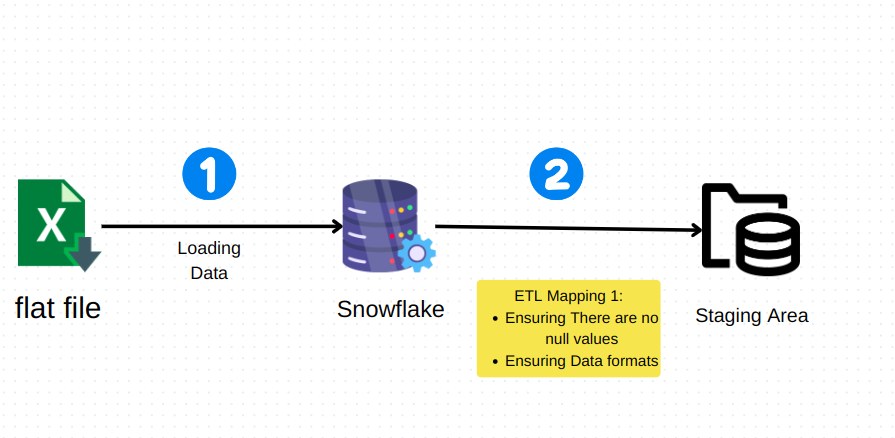 1
2
X
Loading
Data
flat file
Snowflake
ETL Mapping 1:
• Ensuring There are no
null values
• Ensuring Data formats
Staging Area